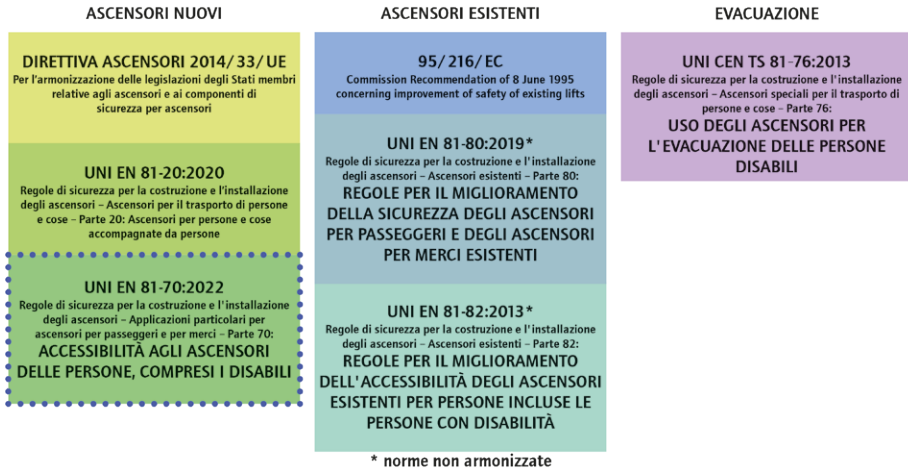 ASCENSORI NUOVI
DIRETTIVA ASCENSORI 2014/33/UE
Per l'armonizzazione delle legislazioni degli Stati membri
relative agli ascensori e ai componenti di
sicurezza per ascensori
UNI EN 81-20:2020
Regole di sicurezza per la costruzione e l'installazione
degli ascensori – Ascensori per il trasporto di persone
e cose – Parte 20: Ascensori per persone e cose
accompagnate da persone
UNI EN 81-70:2022
Regole di sicurezza per la costruzione e l'installazione
degli ascensori – Applicazioni particolari per
ascensori per passeggeri e per merci – Parte 70:
ACCESSIBILITÀ AGLI ASCENSORI
DELLE PERSONE, COMPRESI I DISABILI
ASCENSORI ESISTENTI
95/216/EC
Commission Recommendation of 8 June 1995
concerning improvement of safety of existing lifts
UNI EN 81-80:2019*
Regole di sicurezza per la costruzione e l'installazione
degli ascensori – Ascensori esistenti – Parte 80:
REGOLE PER IL MIGLIORAMENTO
DELLA SICUREZZA DEGLI ASCENSORI
PER PASSEGGERI E DEGLI ASCENSORI
PER MERCI ESISTENTI
UNI EN 81-82:2013*
Regole di sicurezza per la costruzione e l'installazione
degli ascensori – Ascensori esistenti – Parte 82:
REGOLE PER IL MIGLIORAMENTO
DELL'ACCESSIBILITÀ DEGLI ASCENSORI
ESISTENTI PER PERSONE INCLUSE LE
PERSONE CON DISABILITÀ
* norme non armonizzate
EVACUAZIONE
UNI CEN TS 81-76:2013
Regole di sicurezza per la costruzione e l'installazione
degli ascensori – Ascensori speciali per il trasporto di
persone e cose – Parte 76:
USO DEGLI ASCENSORI PER
L'EVACUAZIONE DELLE PERSONE
DISABILI